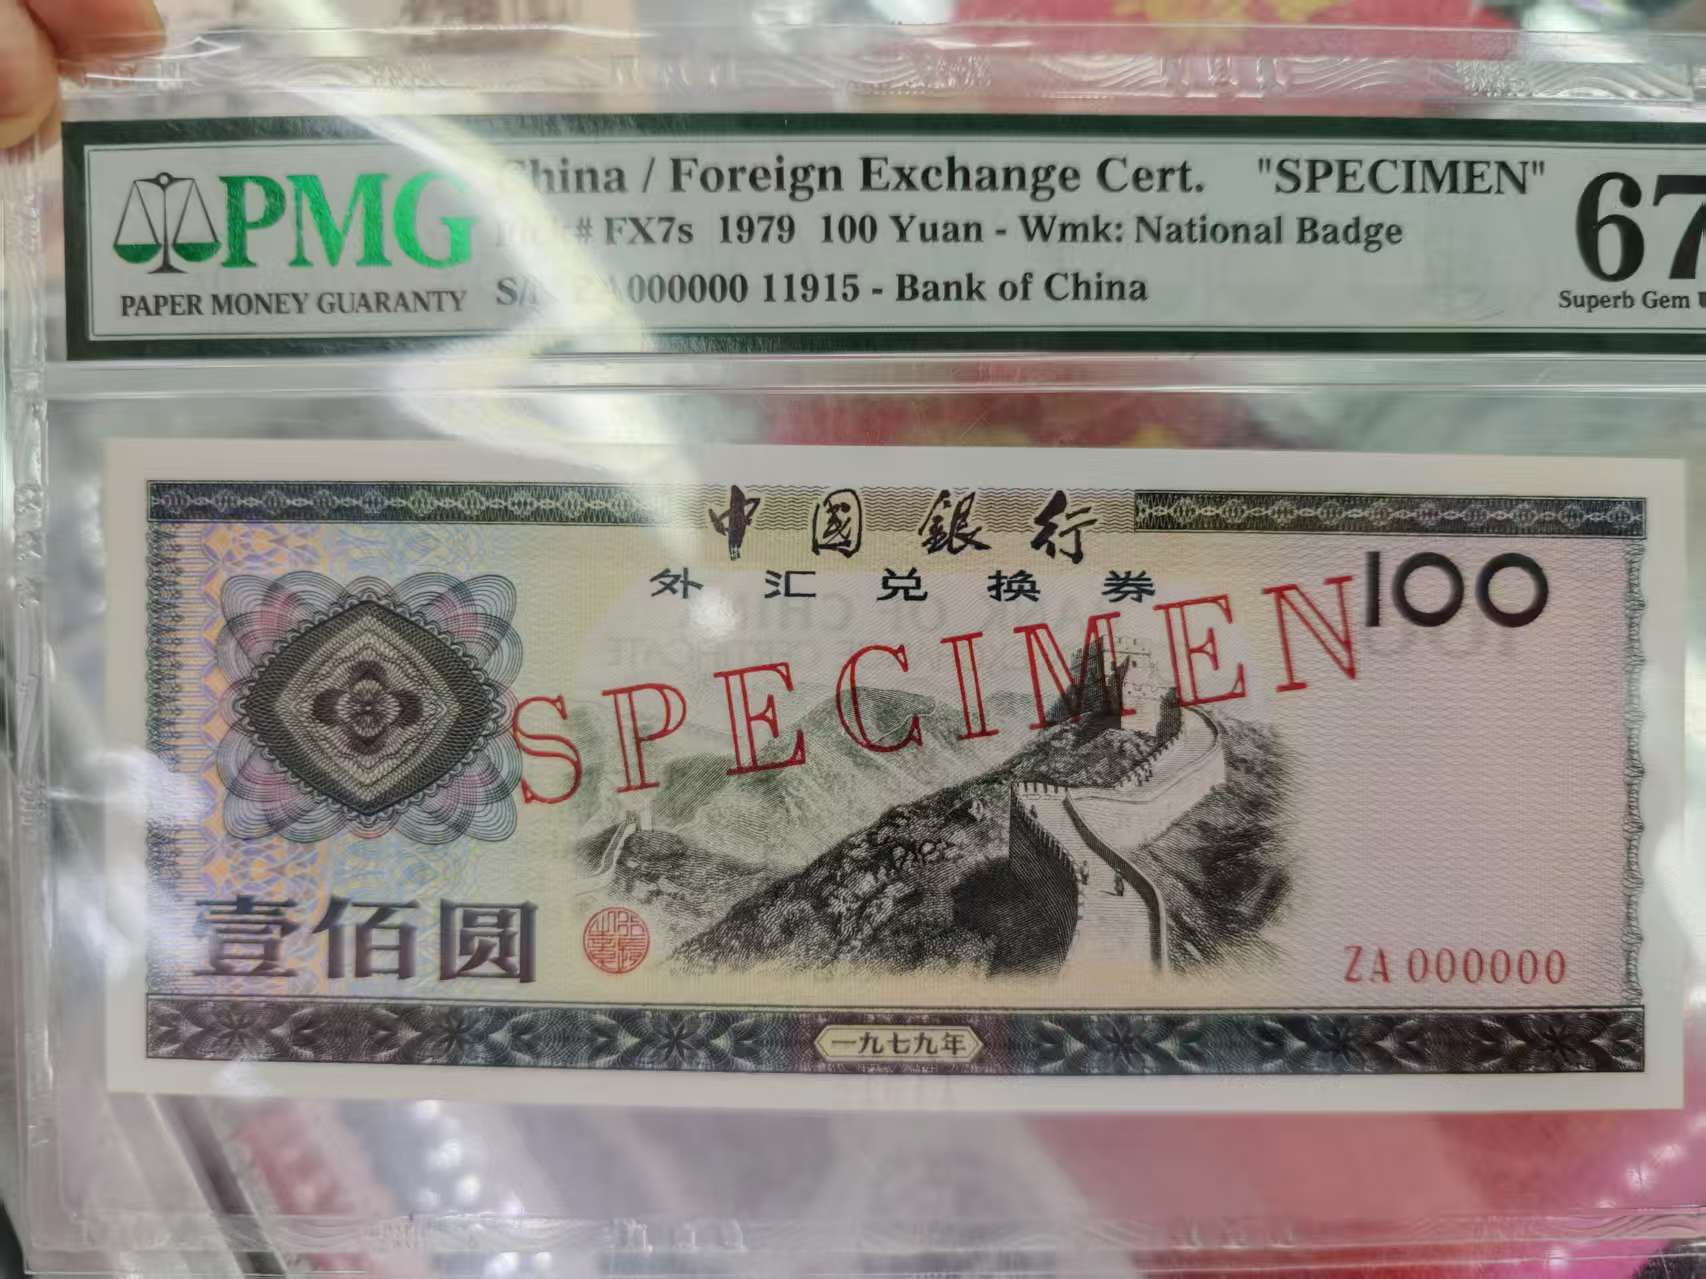 PMG
PAPER MONEY GUARANTY
China / Foreign Exchange Cert. "SPECIMEN"
# FX7s 1979 100 Yuan - Wmk: National Badge
ZA000000 11915 - Bank of China
67
Superb Gem
中國銀行
外汇兑换券
100
SPECIMEN
壹佰圆
ZA 000000
一九七九年